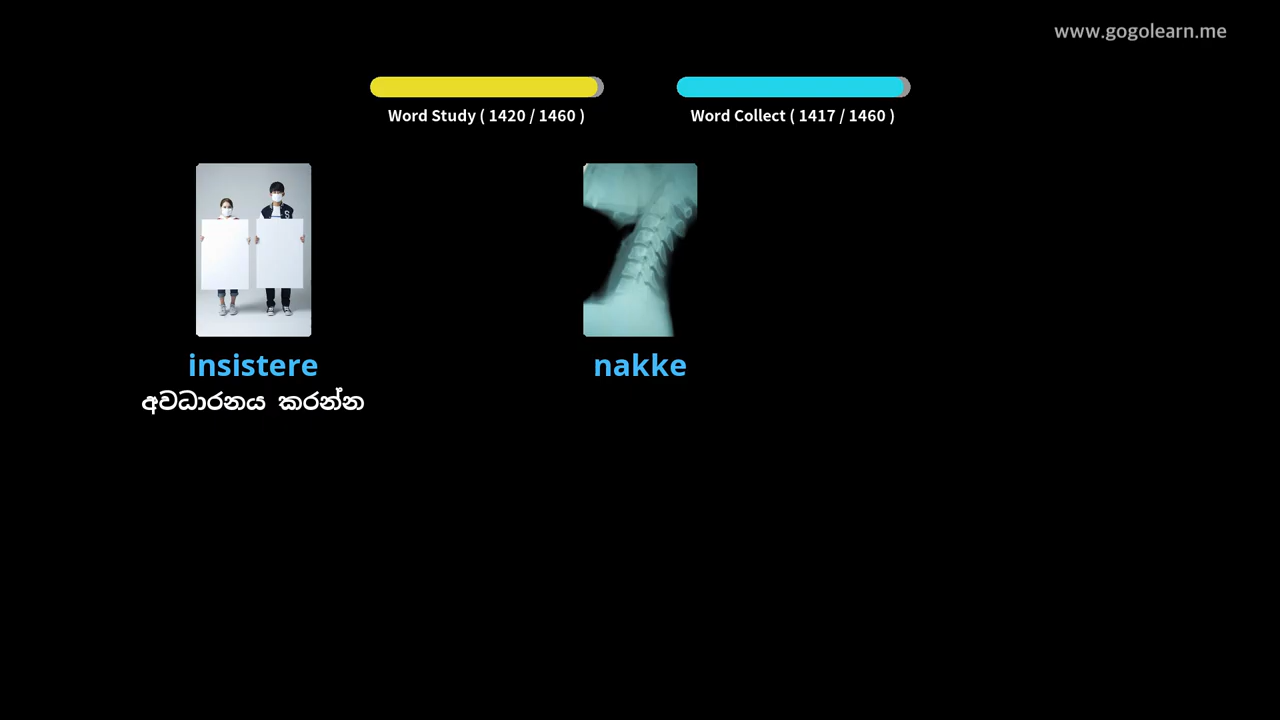 www.gogolearn.me
Word Study ( 1420 / 1460 )
Word Collect ( 1417 / 1460 )
S
insistere
nakke
අවධාරනය කරන්න